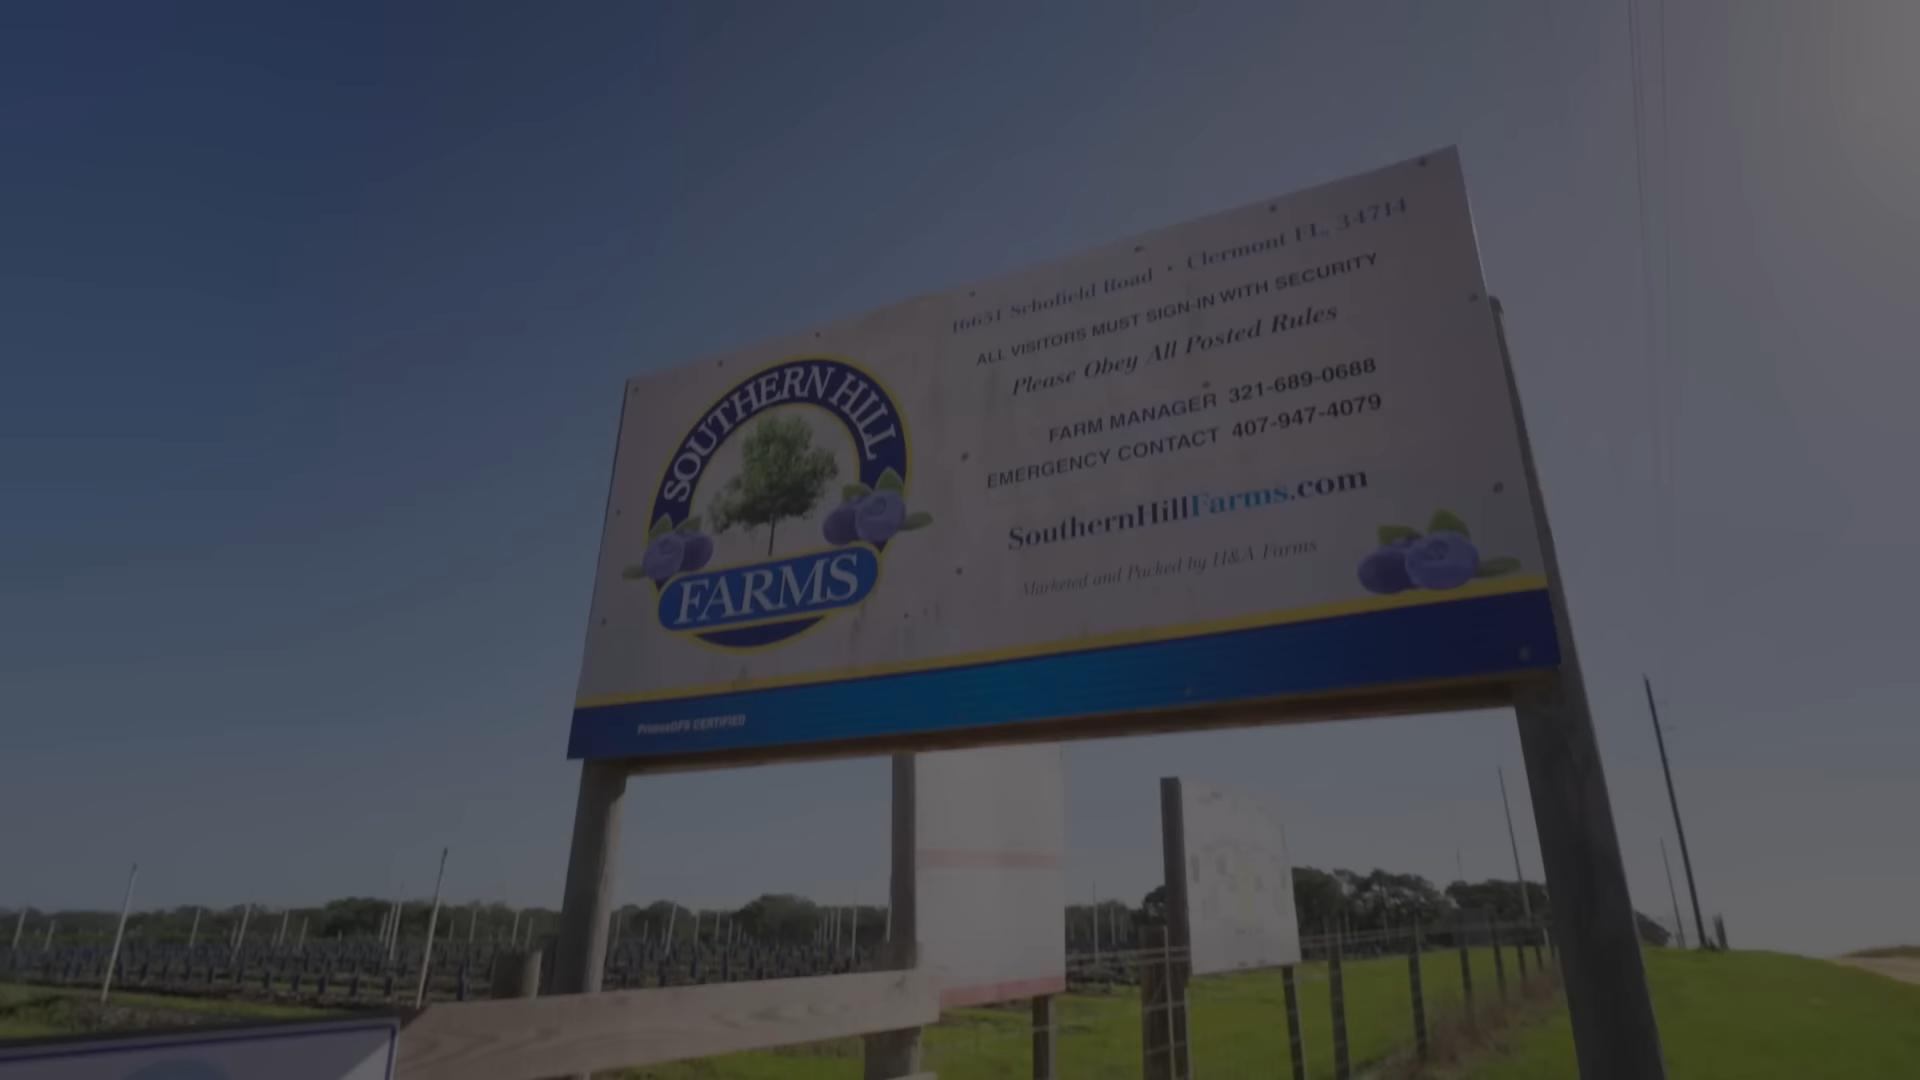 SOUTHERN HILL
FARMS
16651 Schofield Road • Clermont FL, 34714
ALL VISITORS MUST SIGN-IN WITH SECURITY
Please Obey All Posted Rules
FARM MANAGER 321-689-0688
EMERGENCY CONTACT 407-947-4079
SouthernHillFarms.com
Marketed and Packed by H&A Farms
PrimusGFS CERTIFIED